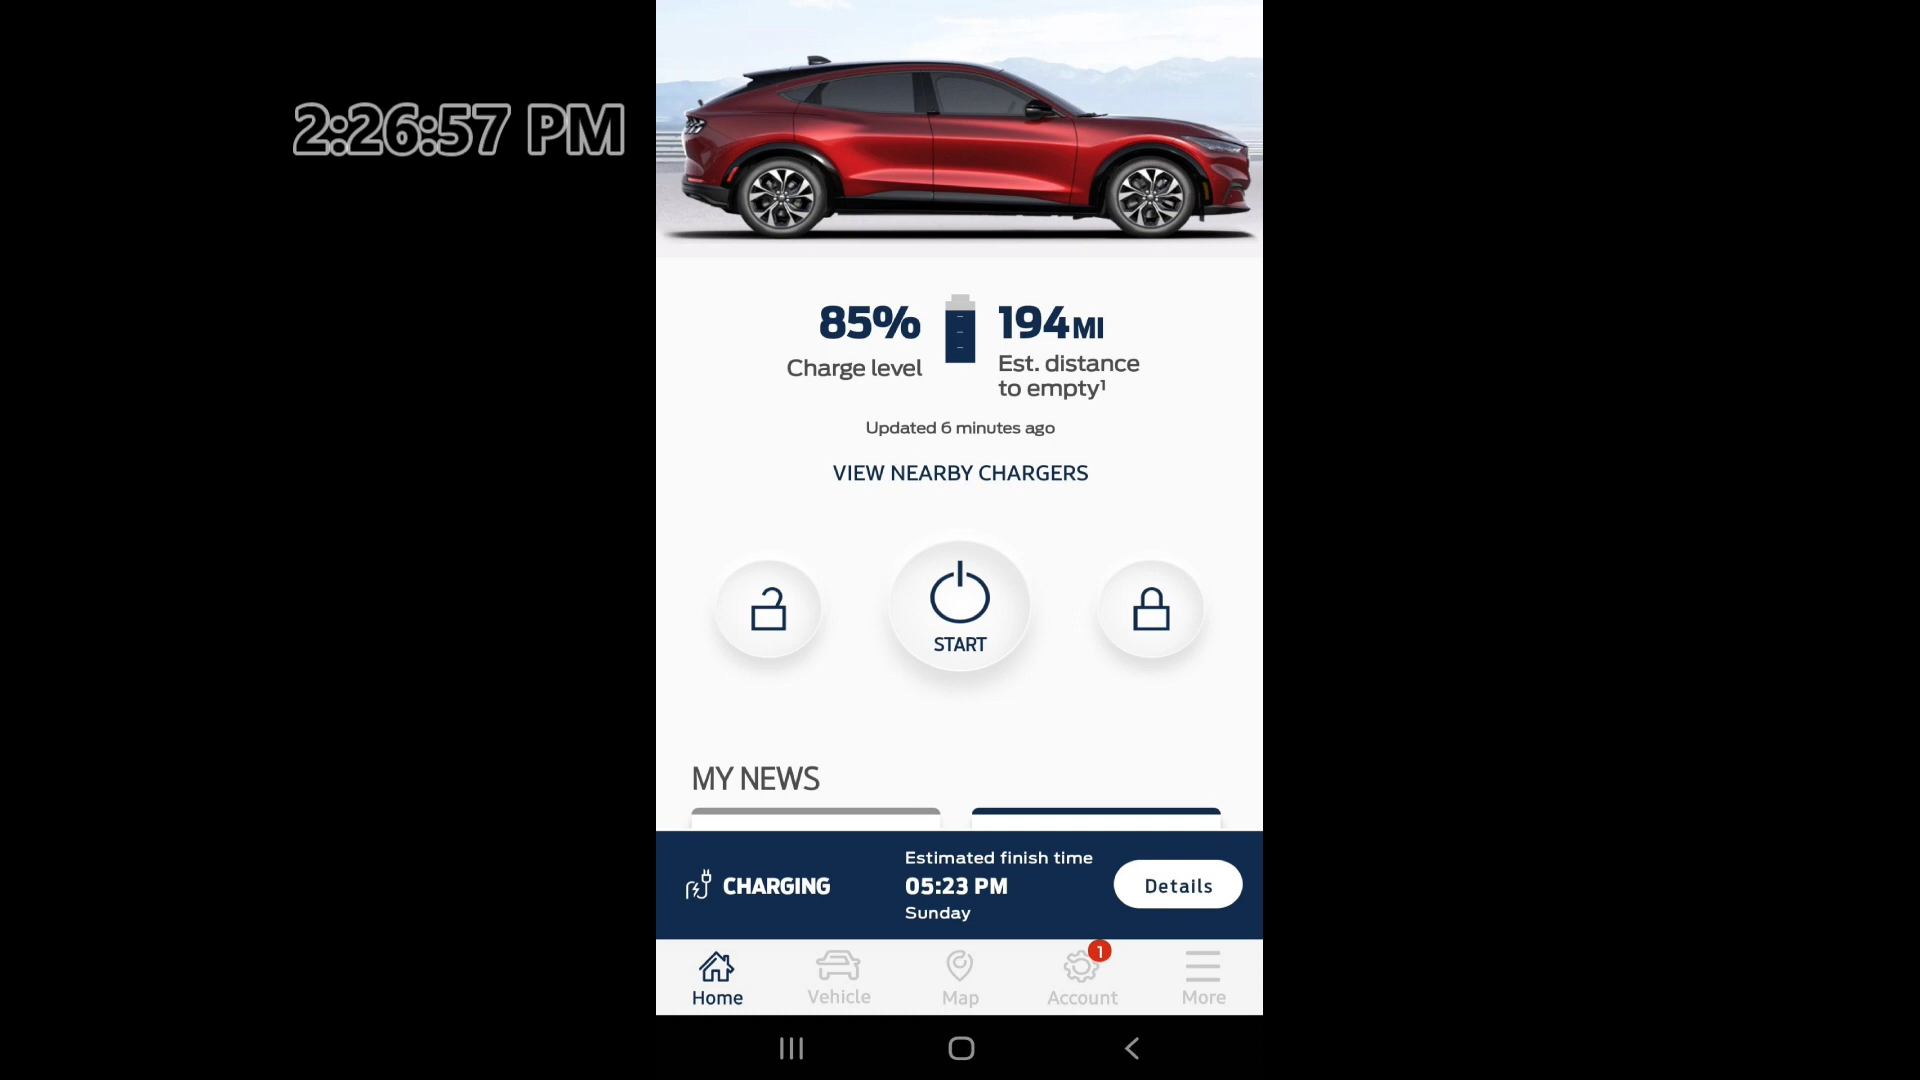 2:26:57 PM
85%
Charge level
194MI
Est. distance
to empty¹
Updated 6 minutes ago
VIEW NEARBY CHARGERS
START
MY NEWS
CHARGING
Estimated finish time
05:23 PM
Sunday
Details
1
Home
Vehicle
Map
Account
More